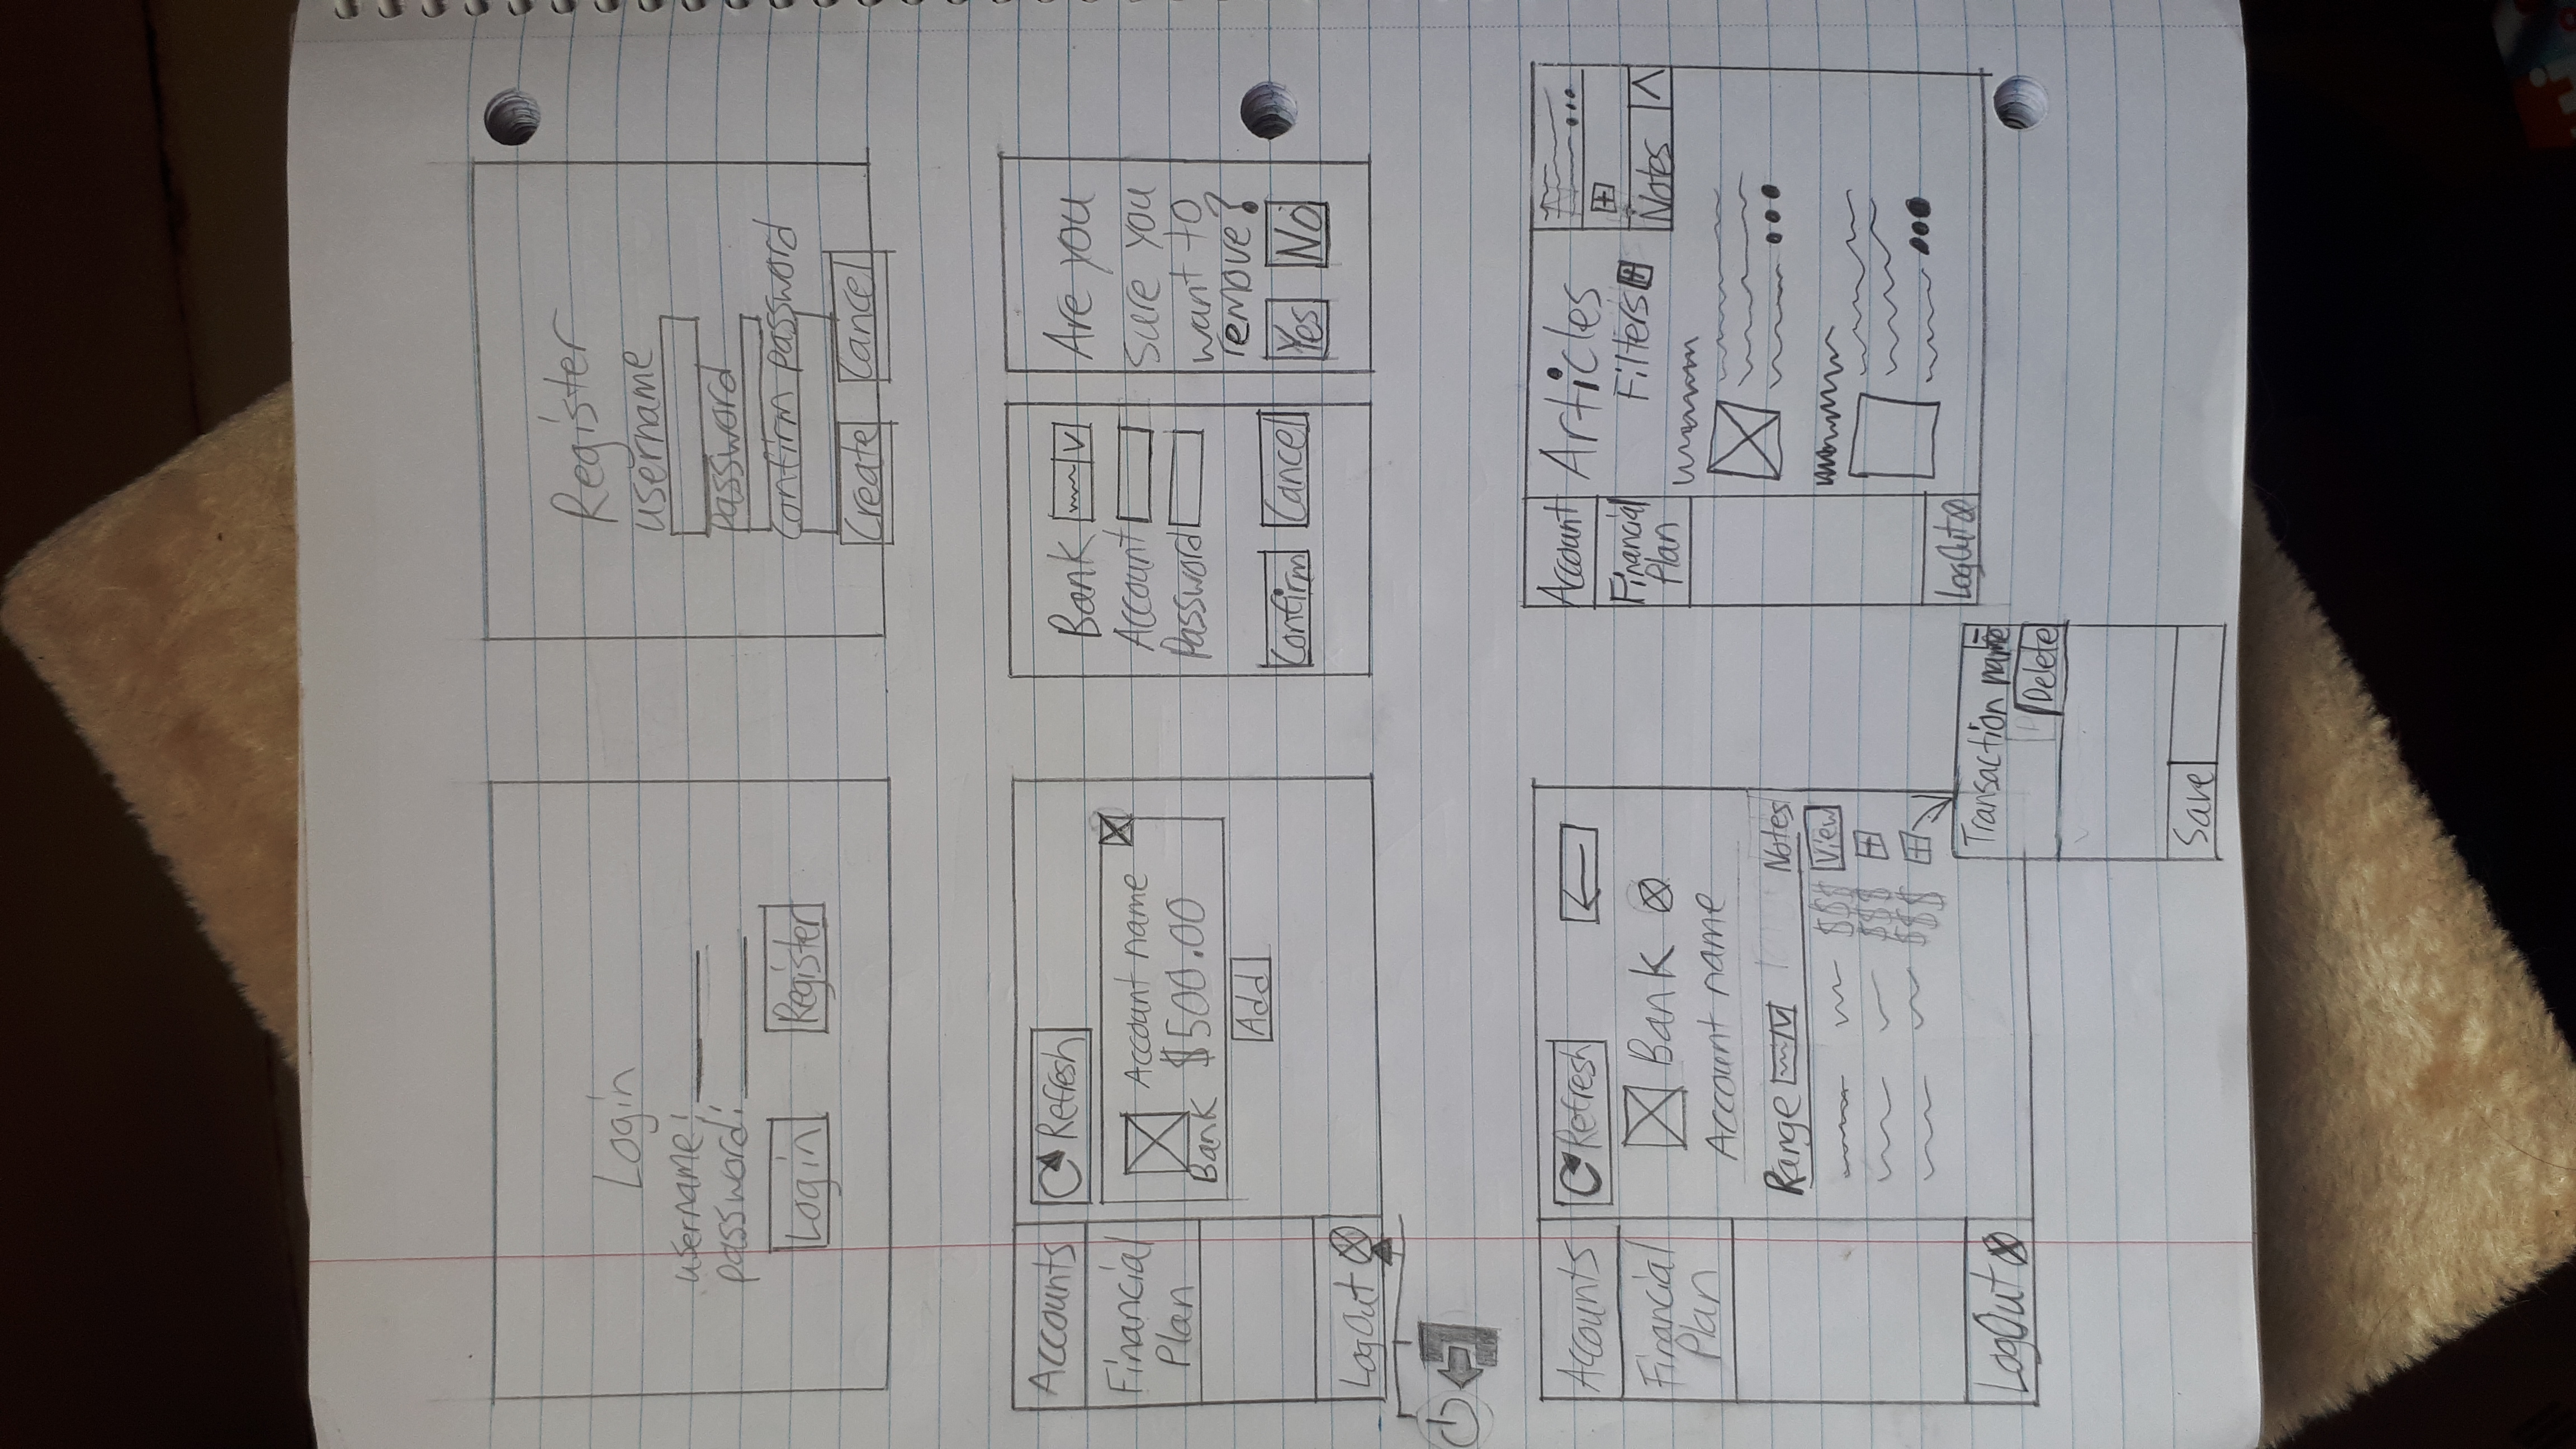 Login
username:
password:
Login Register
Register
username
password
Confirm password
Create Cancel
Accounts
Financial
Plan
LogOut
Refresh
Account name
$500.00
Bank
Add
Bank
Account
Password
Confirm Cancel
Are you
sure you
want to
remove?
Yes No
Accounts
Financial
Plan
LogOut
Refresh
Bank
Account name
Range Notes
$$$ View
$$$
$$$
Transaction name
Delete
Save
Account
Financial
Plan
LogOut
Articles
Filters
Notes